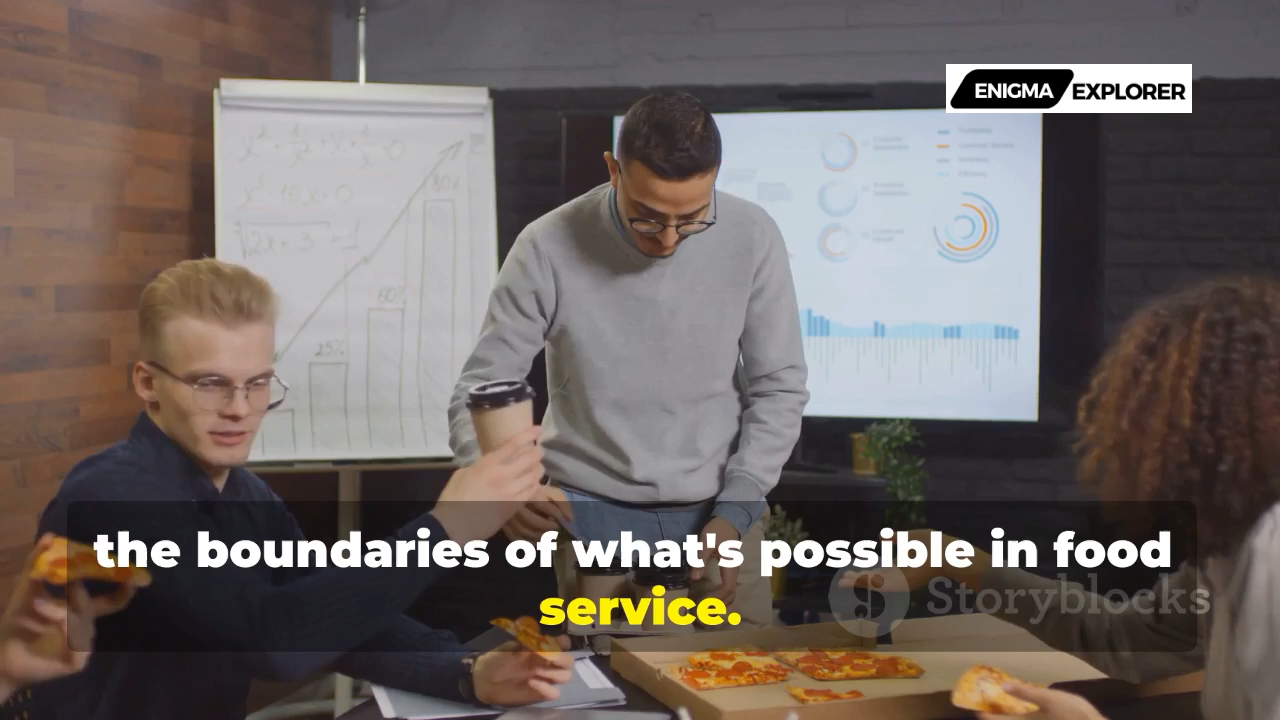 ENIGMA EXPLORER
80%
60%
25%
the boundaries of what's possible in food
service.
Storyblocks